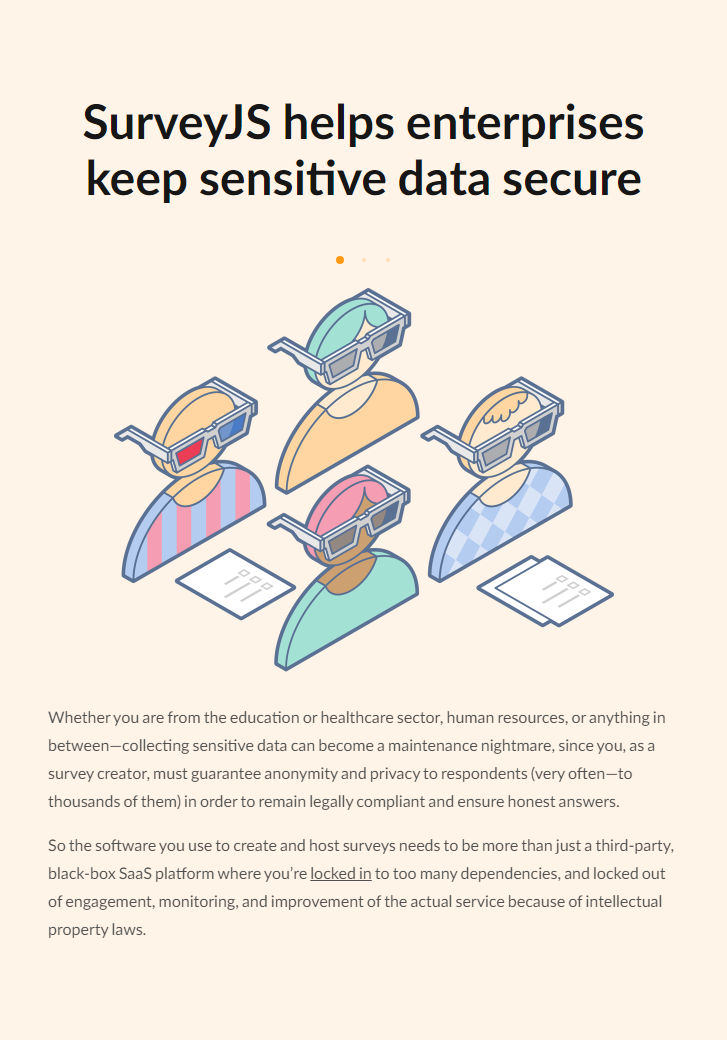 SurveyJS helps enterprises
keep sensitive data secure
Whether you are from the education or healthcare sector, human resources, or anything in
between—collecting sensitive data can become a maintenance nightmare, since you, as a
survey creator, must guarantee anonymity and privacy to respondents (very often—to
thousands of them) in order to remain legally compliant and ensure honest answers.
So the software you use to create and host surveys needs to be more than just a third-party,
black-box SaaS platform where you’re locked in to too many dependencies, and locked out
of engagement, monitoring, and improvement of the actual service because of intellectual
property laws.